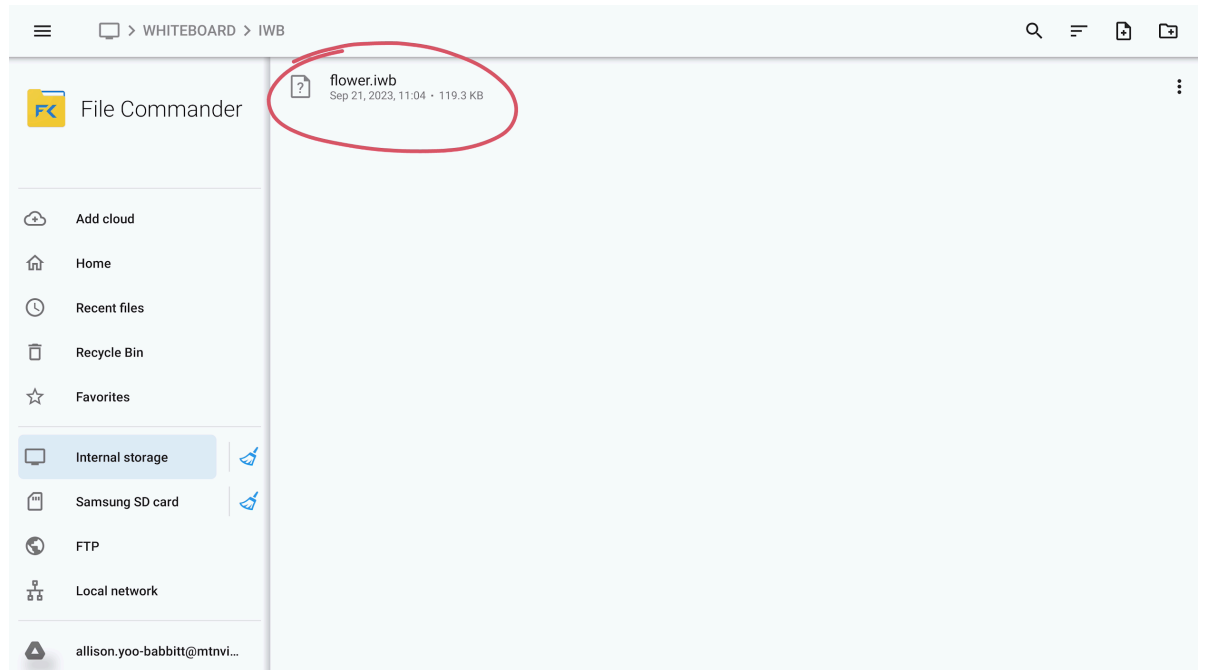 WHITEBOARD > IWB
FK File Commander
flower.iwb
Sep 21, 2023, 11:04 • 119.3 KB
Add cloud
Home
Recent files
Recycle Bin
Favorites
Internal storage
Samsung SD card
FTP
Local network
allison.yoo-babbitt@mtnvi...